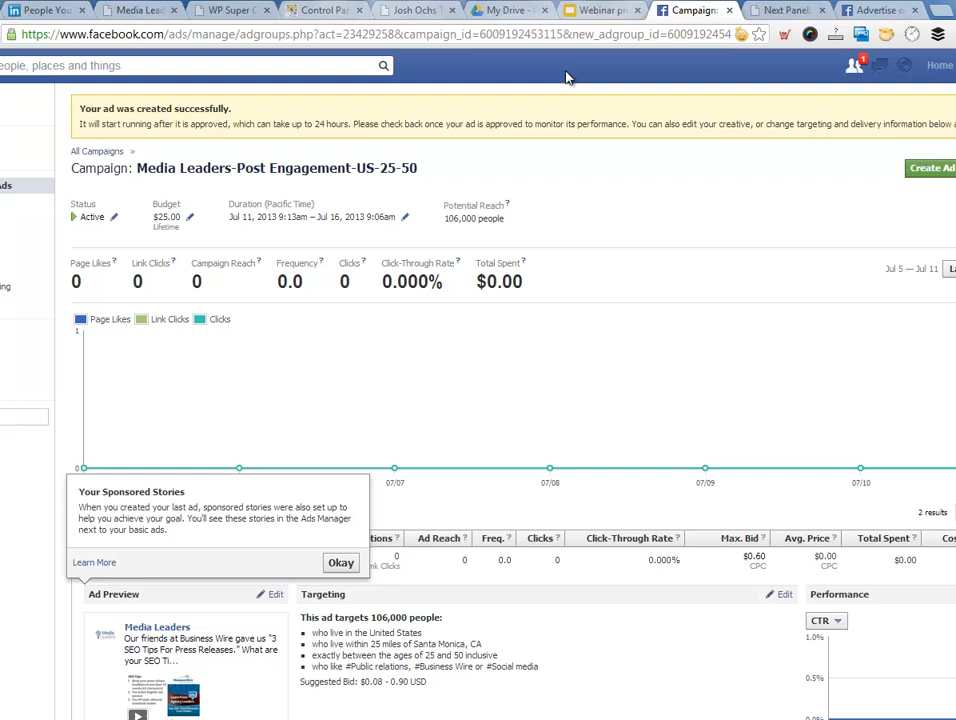 People You
Media Lead
WP Super C
Control Pa
Josh Ochs T
My Drive -
Webinar pr
Campaign:
Next Panel
Advertise o
https://www.facebook.com/ads/manage/adgroups.php?act=23429258&campaign_id=6009192453115&new_adgroup_id=6009192454
eople, places and things
1
Home
Your ad was created successfully.
It will start running after it is approved, which can take up to 24 hours. Please check back once your ad is approved to monitor its performance. You can also edit your creative, or change targeting and delivery information below
All Campaigns »
Campaign: Media Leaders-Post Engagement-US-25-50
Create Ad
Ads
Status Budget Duration (Pacific Time) Potential Reach?
Active $25.00 Jul 11, 2013 9:13am – Jul 16, 2013 9:06am 106,000 people
Lifetime
Page Likes? Link Clicks? Campaign Reach? Frequency? Clicks? Click-Through Rate? Total Spent?
0 0 0 0.0 0 0.000% $0.00
Jul 5 — Jul 11
ing
Page Likes Link Clicks Clicks
1
0
07/07 07/08 07/09 07/10
Your Sponsored Stories
When you created your last ad, sponsored stories were also set up to
help you achieve your goal. You'll see these stories in the Ads Manager
next to your basic ads.
Learn More
Okay
2 results
tions ? Ad Reach ? Freq. ? Clicks ? Click-Through Rate ? Max. Bid ? Avg. Price ? Total Spent ? Cos
0 0 0.0 0 0.000% $0.60 $0.00 $0.00
nk Clicks CPC CPC
Ad Preview Edit
Targeting Edit
Performance
Media Leaders
Our friends at Business Wire gave us "3
SEO Tips For Press Releases." What are
your SEO Ti...
This ad targets 106,000 people:
who live in the United States
who live within 25 miles of Santa Monica, CA
exactly between the ages of 25 and 50 inclusive
who like #Public relations, #Business Wire or #Social media
Suggested Bid: $0.08 - 0.90 USD
CTR
1.0%
0.5%
0.0%